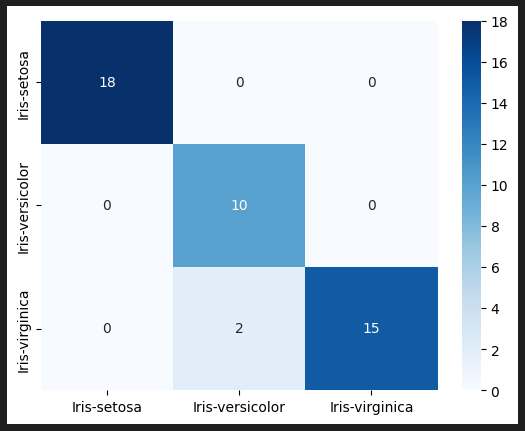 Iris-setosa 18 0 0
Iris-versicolor 0 10 0
Iris-virginica 0 2 15
Iris-setosa Iris-versicolor Iris-virginica
18
16
14
12
10
8
6
4
2
0